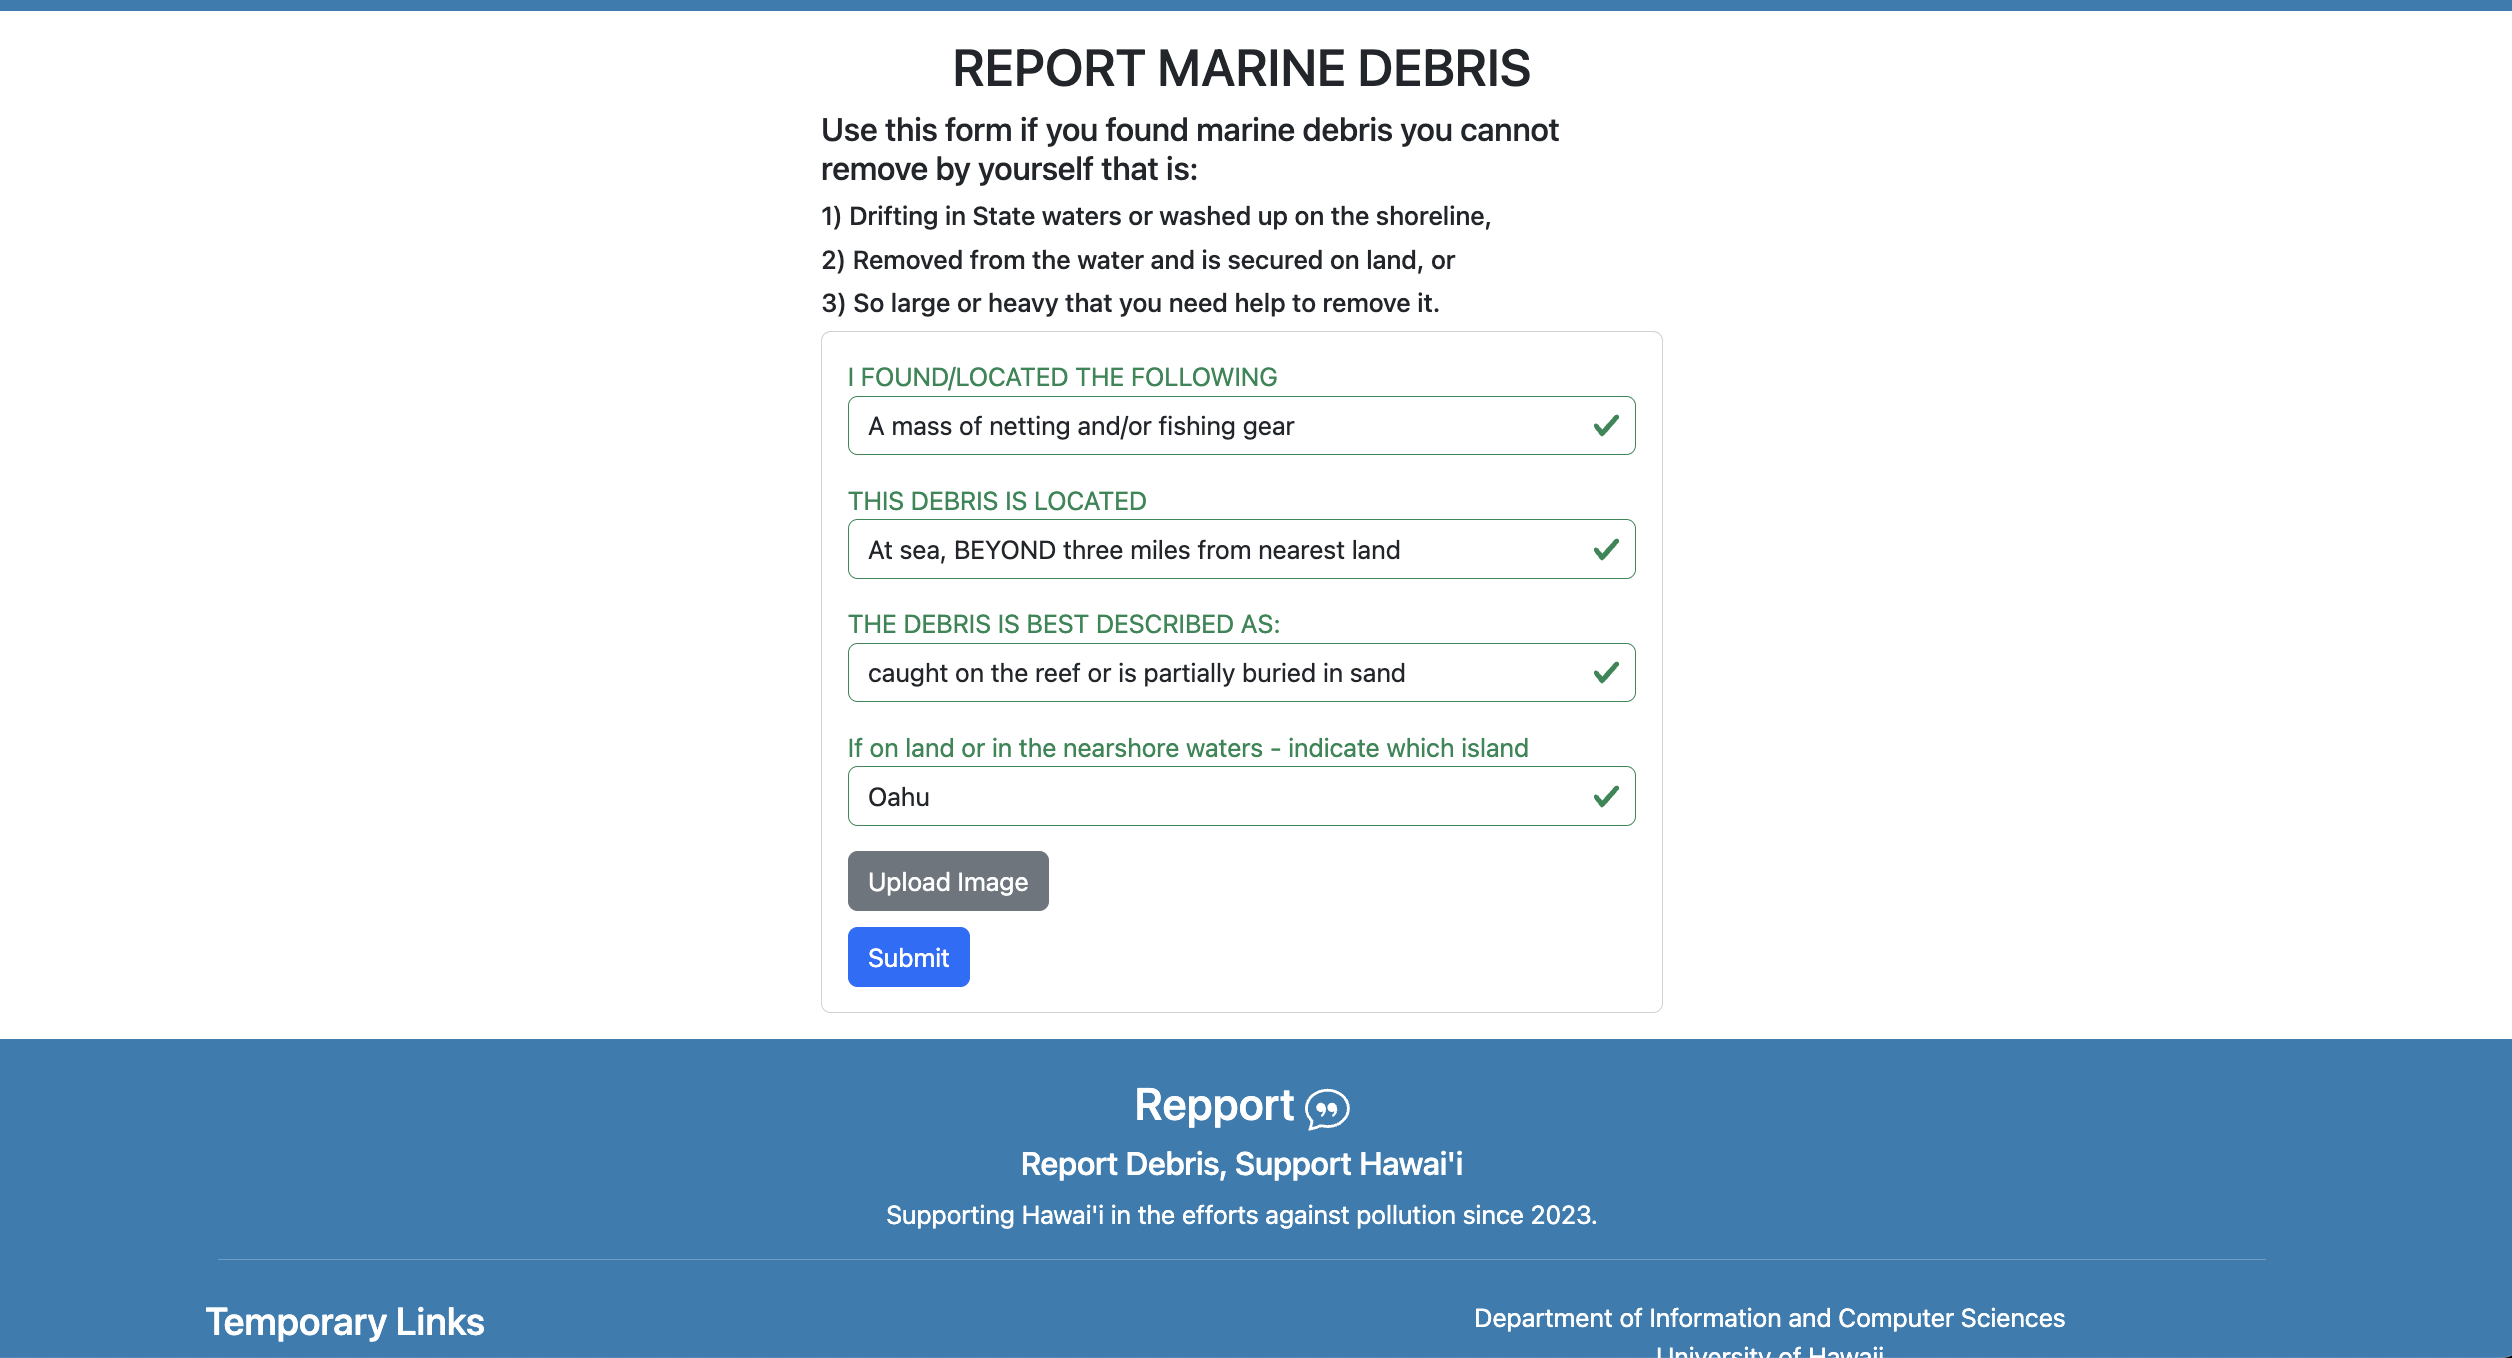 REPORT MARINE DEBRIS
Use this form if you found marine debris you cannot
remove by yourself that is:
1) Drifting in State waters or washed up on the shoreline,
2) Removed from the water and is secured on land, or
3) So large or heavy that you need help to remove it.
I FOUND/LOCATED THE FOLLOWING
A mass of netting and/or fishing gear
THIS DEBRIS IS LOCATED
At sea, BEYOND three miles from nearest land
THE DEBRIS IS BEST DESCRIBED AS:
caught on the reef or is partially buried in sand
If on land or in the nearshore waters - indicate which island
Oahu
Upload Image
Submit
Repport
Report Debris, Support Hawai'i
Supporting Hawai'i in the efforts against pollution since 2023.
Temporary Links
Department of Information and Computer Sciences
University of Hawaii